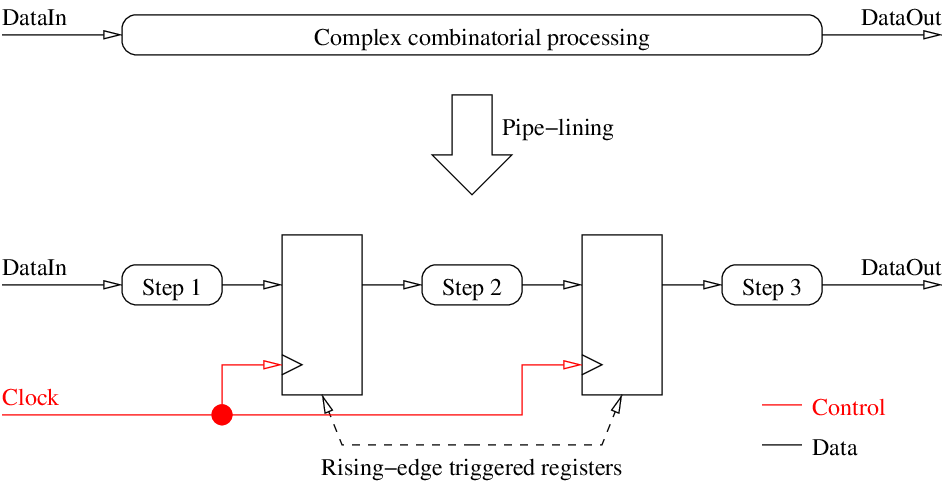 DataIn
DataOut
Complex combinatorial processing
Pipe−lining
DataIn
DataOut
Step 1
Step 2
Step 3
Clock
Control
Data
Rising−edge triggered registers